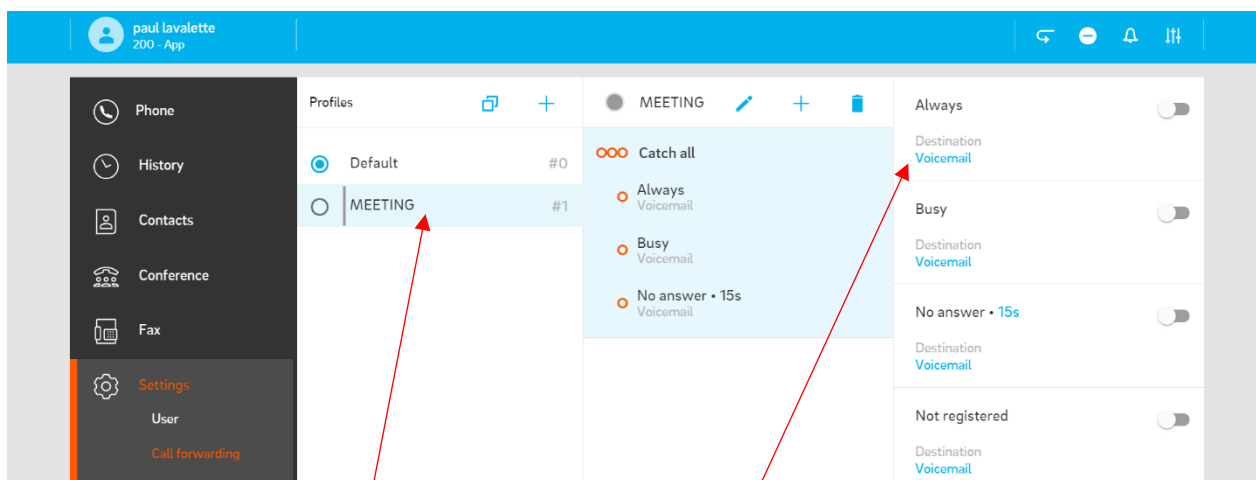 paul lavalette
200 - App
Phone
History
Contacts
Conference
Fax
Settings
User
Call forwarding
Profiles
Default #0
MEETING #1
MEETING
Catch all
Always
Voicemail
Busy
Voicemail
No answer • 15s
Voicemail
Always
Destination
Voicemail
Busy
Destination
Voicemail
No answer • 15s
Destination
Voicemail
Not registered
Destination
Voicemail